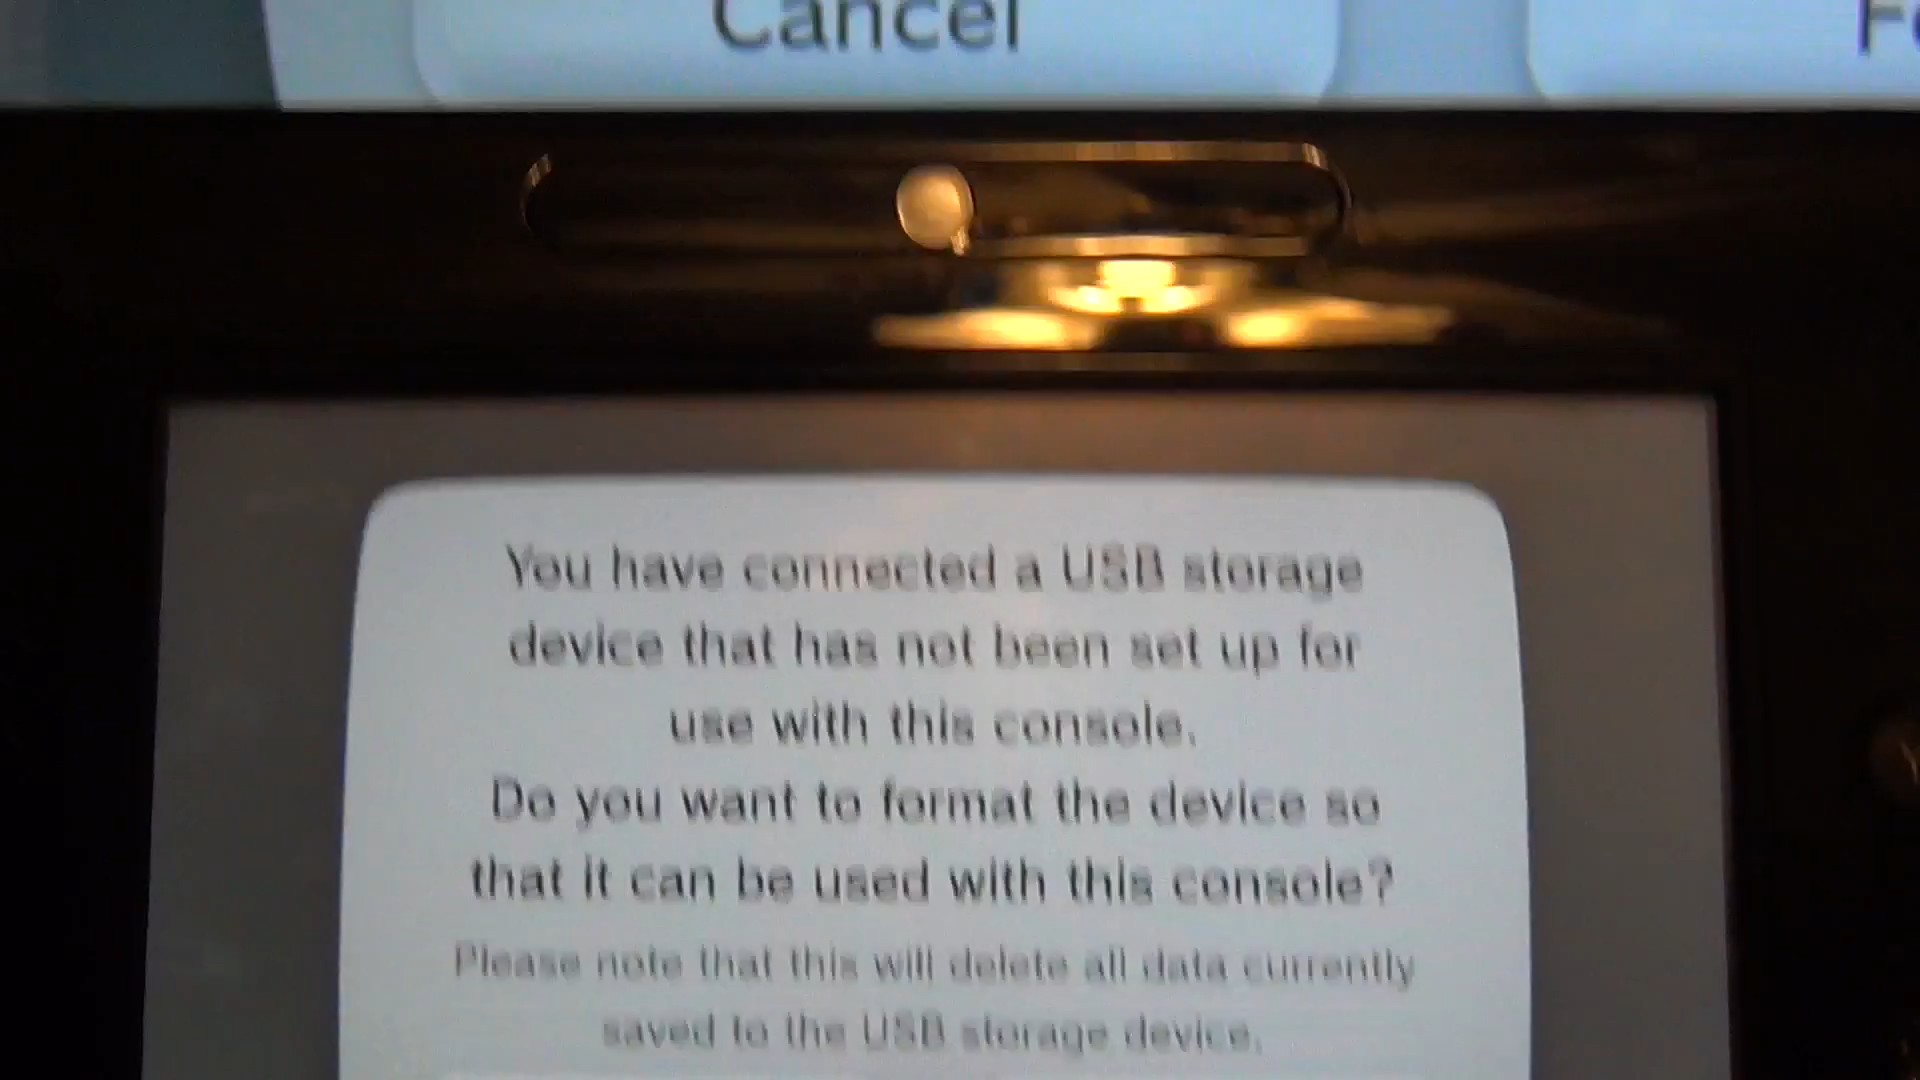 Cancel
You have connected a USB storage
device that has not been set up for
use with this console.
Do you want to format the device so
that it can be used with this console?
Please note that this will delete all data currently
saved to the USB storage device.